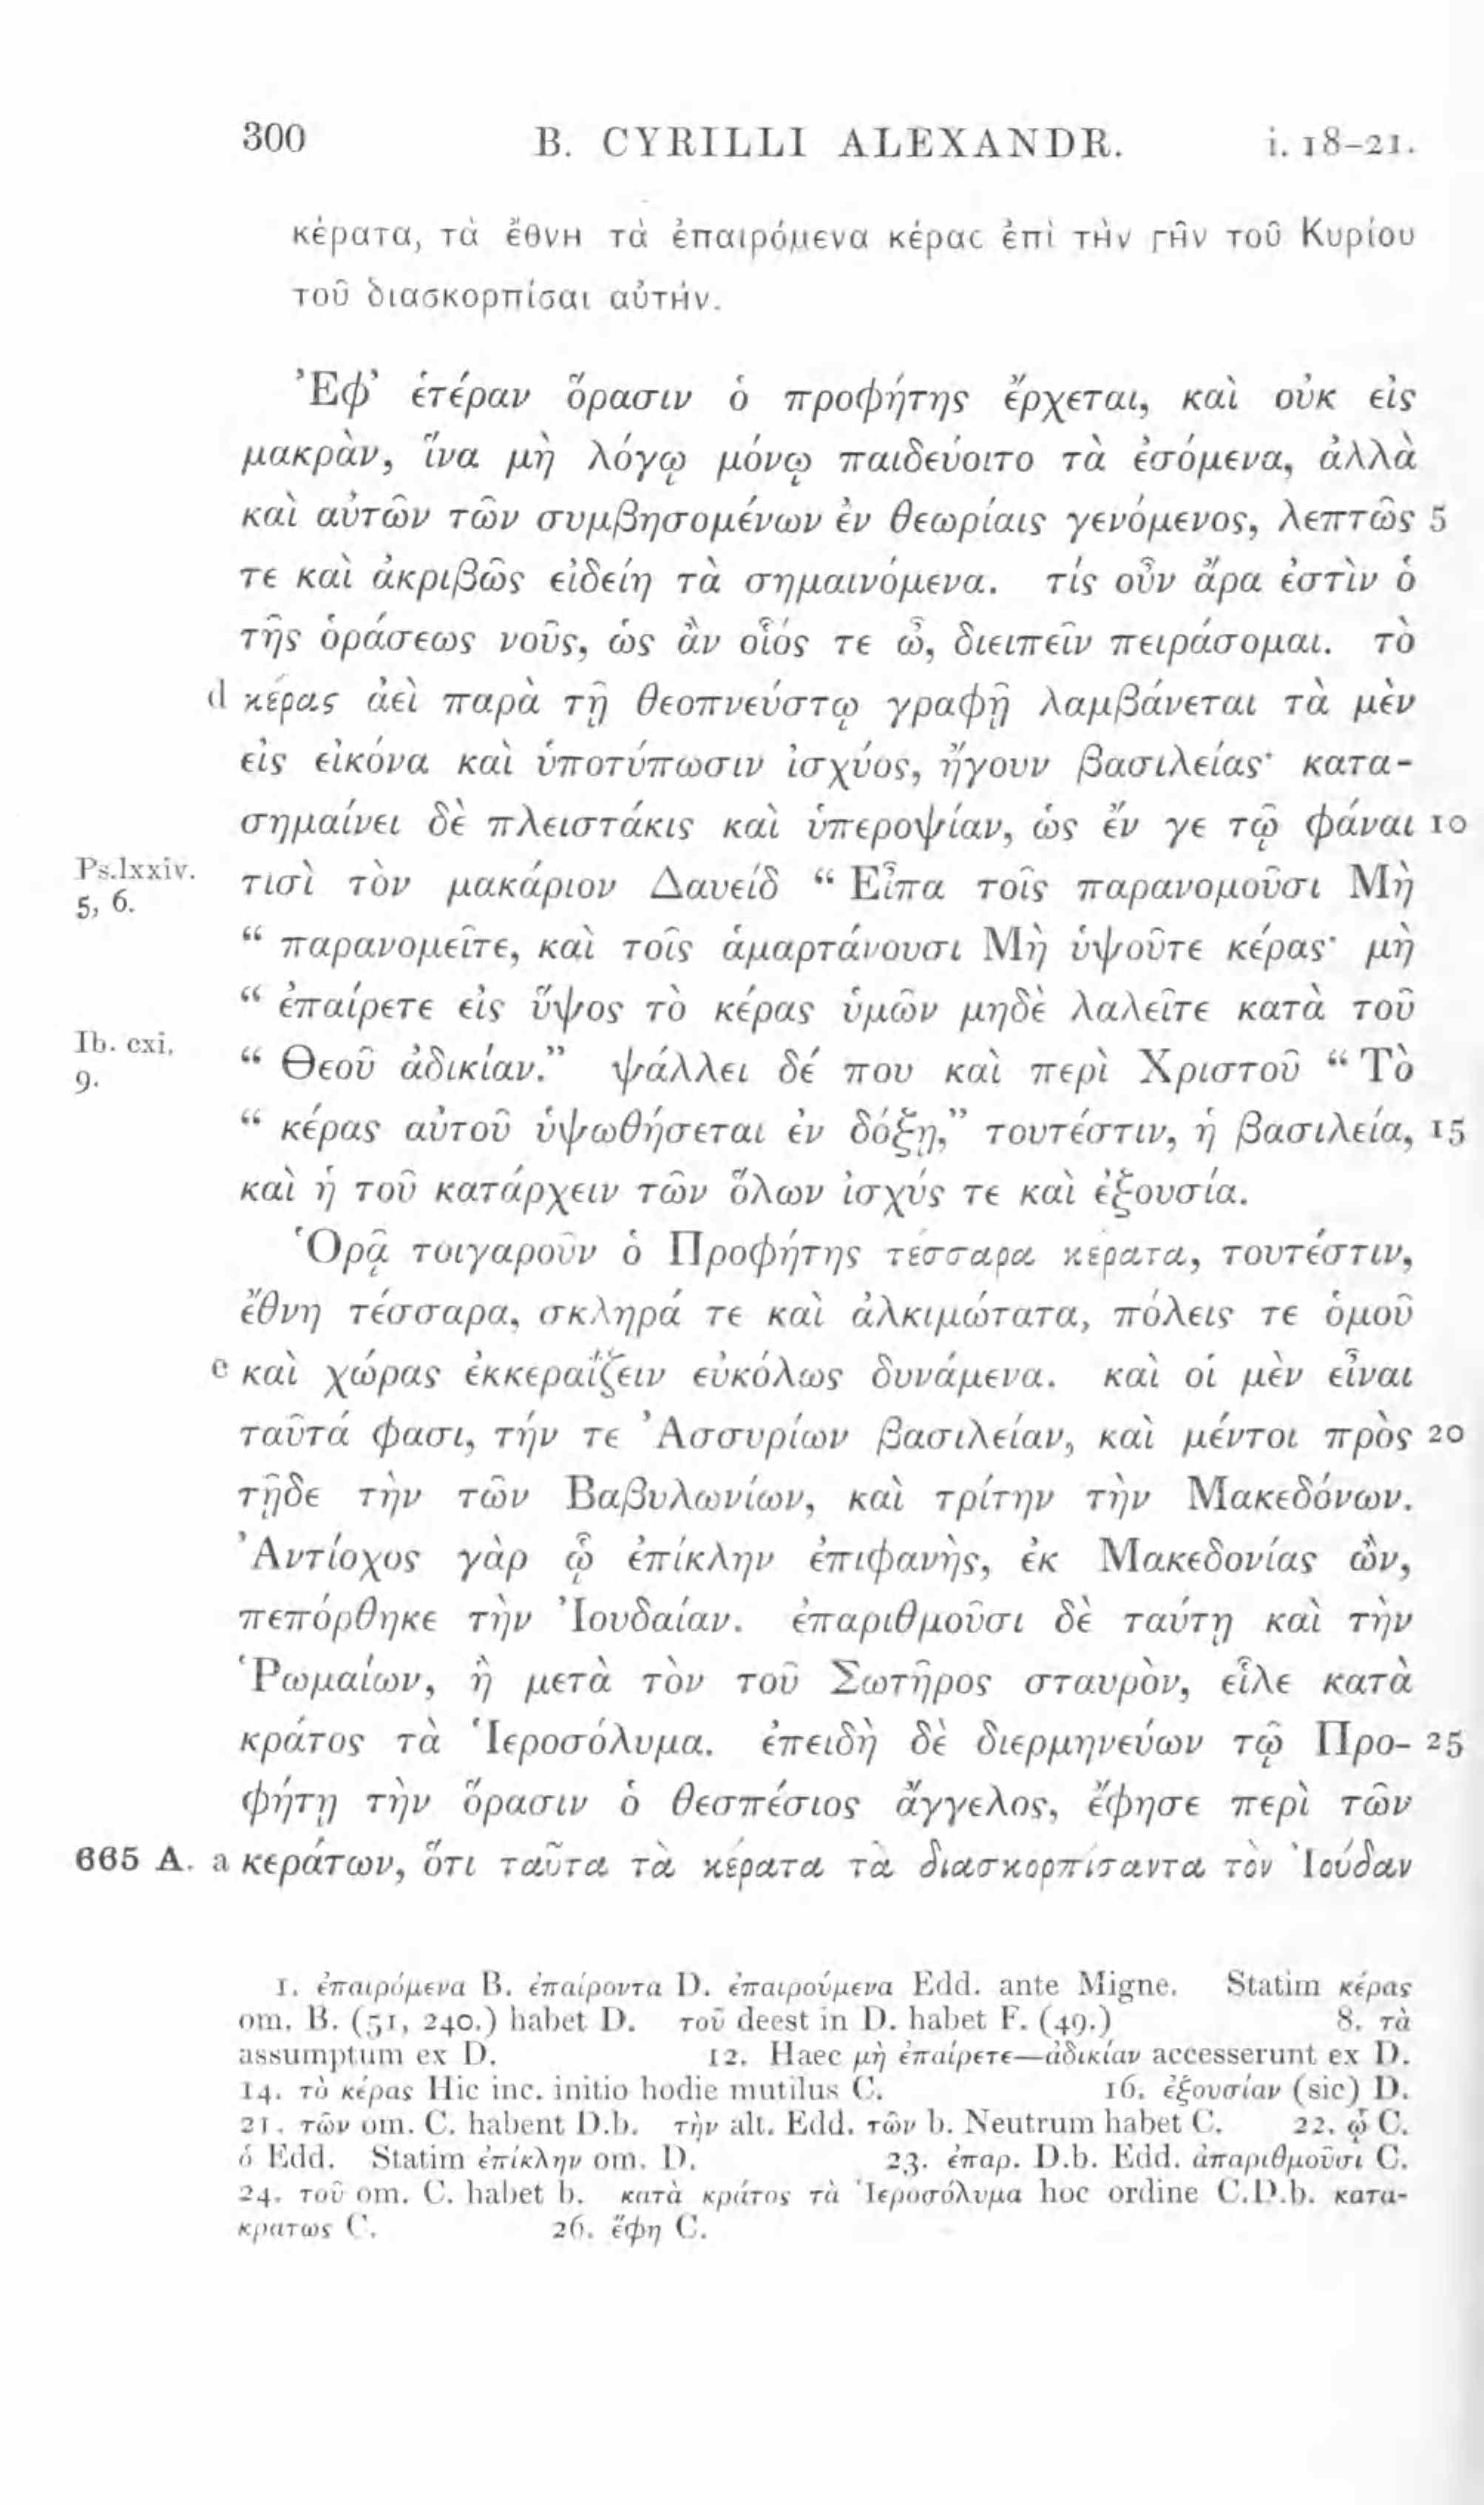 300 B. CYRILLI ALEXANDR. i. 18-21.
κέρατα, τὰ ἔθνη τὰ ἐπαιρόμενα κέρας ἐπὶ τὴν γῆν τοῦ Κυρίου
τοῦ διασκορπίσαι αὐτήν.
Ἐφ’ ἑτέραν ὅρασιν ὁ προφήτης ἔρχεται, καὶ οὐκ εἰς
μακρὰν, ἵνα μὴ λόγῳ μόνῳ παιδεύοιτο τὰ ἐσόμενα, ἀλλὰ
καὶ αὐτῶν τῶν συμβησομένων ἐν θεωρίαις γενόμενος, λεπτῶς 5
τε καὶ ἀκριβῶς εἰδείη τὰ σημαινόμενα. τίς οὖν ἄρα ἐστὶν ὁ
τῆς ὁράσεως νοῦς, ὡς ἂν οἷός τε ὦ, διειπεῖν πειράσομαι. τὸ
d κέρας ἀεὶ παρὰ τῇ θεοπνεύστῳ γραφῇ λαμβάνεται τὰ μὲν
εἰς εἰκόνα καὶ ὑποτύπωσιν ἰσχύος, ἤγουν βασιλείας· κατα-
σημαίνει δὲ πλειστάκις καὶ ὑπεροψίαν, ὡς ἔν γε τῷ φάναι 10
Ps.lxxiv. 5, 6. τισὶ τὸν μακάριον Δαυείδ “ Εἶπα τοῖς παρανομοῦσι Μὴ
“ παρανομεῖτε, καὶ τοῖς ἁμαρτάνουσι Μὴ ὑψοῦτε κέρας· μὴ
“ ἐπαίρετε εἰς ὕψος τὸ κέρας ὑμῶν μηδὲ λαλεῖτε κατὰ τοῦ
Ib. cxi. 9. “ Θεοῦ ἀδικίαν.” ψάλλει δέ που καὶ περὶ Χριστοῦ “ Τὸ
“ κέρας αὐτοῦ ὑψωθήσεται ἐν δόξῃ,” τουτέστιν, ἡ βασιλεία, 15
καὶ ἡ τοῦ κατάρχειν τῶν ὅλων ἰσχύς τε καὶ ἐξουσία.
Ὁρᾷ τοιγαροῦν ὁ Προφήτης τέσσαρα κέρατα, τουτέστιν,
ἔθνη τέσσαρα, σκληρά τε καὶ ἀλκιμώτατα, πόλεις τε ὁμοῦ
e καὶ χώρας ἐκκεραΐζειν εὐκόλως δυνάμενα. καὶ οἱ μὲν εἶναι
ταῦτά φασι, τήν τε Ἀσσυρίων βασιλείαν, καὶ μέντοι πρὸς 20
τῇδε τὴν τῶν Βαβυλωνίων, καὶ τρίτην τὴν Μακεδόνων.
Ἀντίοχος γὰρ ᾧ ἐπίκλην ἐπιφανὴς, ἐκ Μακεδονίας ὢν,
πεπόρθηκε τὴν Ἰουδαίαν. ἐπαριθμοῦσι δὲ ταύτῃ καὶ τὴν
Ῥωμαίων, ἣ μετὰ τὸν τοῦ Σωτῆρος σταυρὸν, εἷλε κατὰ
κράτος τὰ Ἱεροσόλυμα. ἐπειδὴ δὲ διερμηνεύων τῷ Προ- 25
φήτῃ τὴν ὅρασιν ὁ θεσπέσιος ἄγγελος, ἔφησε περὶ τῶν
665 A. a κεράτων, ὅτι ταῦτα τὰ κέρατα τὰ διασκορπίσαντα τὸν Ἰούδαν
1. ἐπαιρόμενα B. ἐπαίροντα D. ἐπαιρούμενα Edd. ante Migne. Statim κέρας
om. B. (51, 240.) habet D. τοῦ deest in D. habet F. (49.) 8. τὰ
assumptum ex D. 12. Haec μὴ ἐπαίρετε—ἀδικίαν accesserunt ex D.
14. τὸ κέρας Hic inc. initio hodie mutilus C. 16. ἐξουσίαν (sic) D.
21. τῶν om. C. habent D.b. τὴν alt. Edd. τῶν b. Neutrum habet C. 22. ᾧ C.
ὁ Edd. Statim ἐπίκλην om. D. 23. ἐπαρ. D.b. Edd. ἀπαριθμοῦσι C.
24. τοῦ om. C. habet b. κατὰ κράτος τὰ Ἱεροσόλυμα hoc ordine C.D.b. κατα-
κρατως C. 26. ἔφη C.